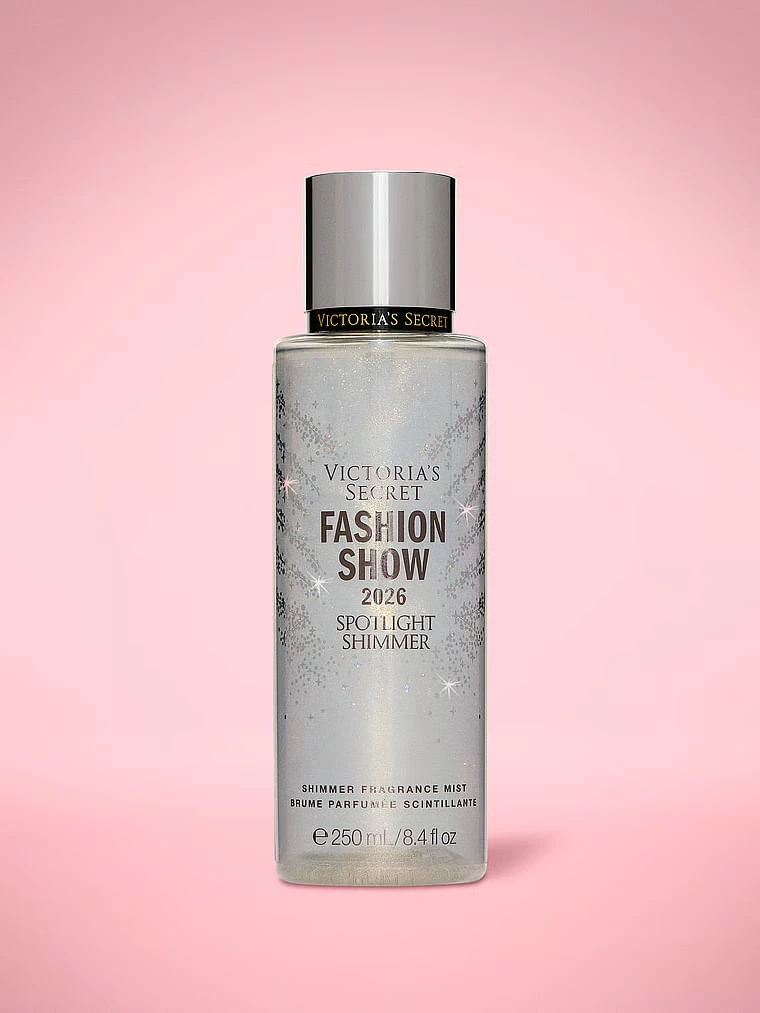 VICTORIA'S SECRET
VICTORIA'S
SECRET
FASHION
SHOW
2026
SPOTLIGHT
SHIMMER
SHIMMER FRAGRANCE MIST
BRUME PARFUMÉE SCINTILLANTE
℮ 250 mL/8.4 fl oz